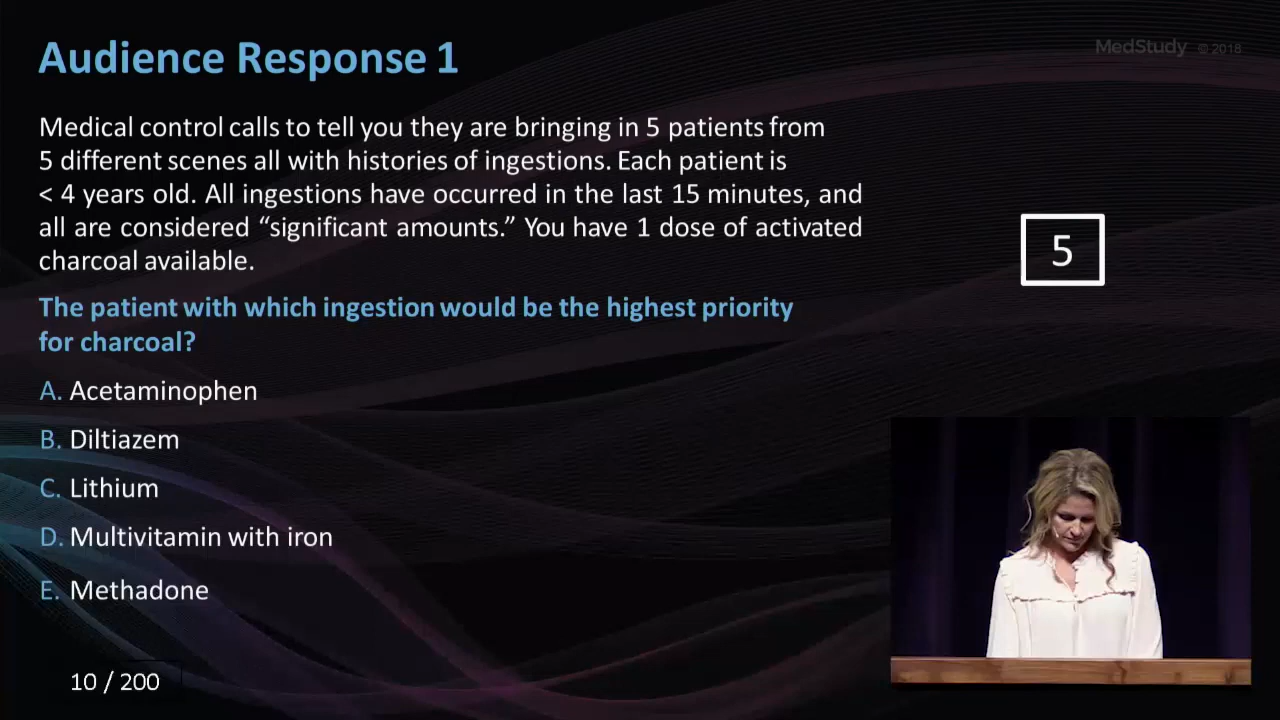 Audience Response 1
MedStudy © 2018
Medical control calls to tell you they are bringing in 5 patients from
5 different scenes all with histories of ingestions. Each patient is
< 4 years old. All ingestions have occurred in the last 15 minutes, and
all are considered “significant amounts.” You have 1 dose of activated
charcoal available.
5
The patient with which ingestion would be the highest priority
for charcoal?
A. Acetaminophen
B. Diltiazem
C. Lithium
D. Multivitamin with iron
E. Methadone
10 / 200